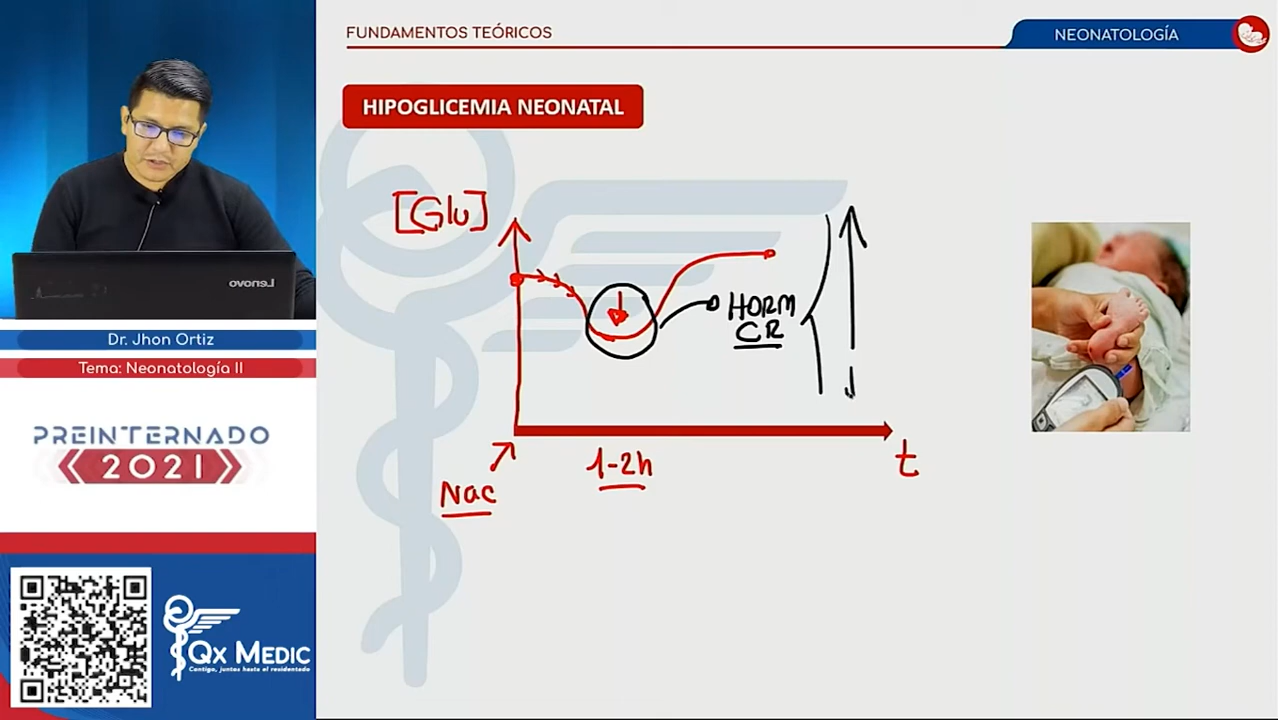 FUNDAMENTOS TEÓRICOS
NEONATOLOGÍA
HIPOGLICEMIA NEONATAL
[Glu]
HORM
CR
1-2h
t
Nac
Lenovo
Dr. Jhon Ortiz
Tema: Neonatología II
PREINTERNADO
2021
QX MEDIC
Contigo, juntos hasta el residentado